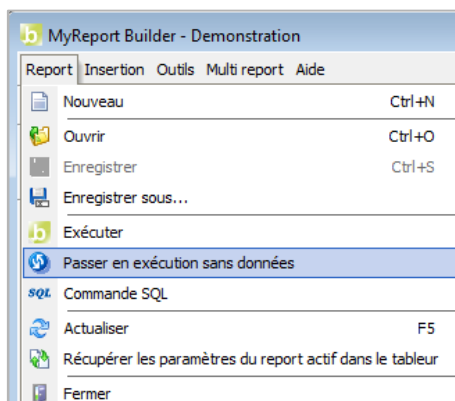 MyReport Builder - Demonstration
Report Insertion Outils Multi report Aide
Nouveau Ctrl+N
Ouvrir Ctrl+O
Enregistrer Ctrl+S
Enregistrer sous...
Exécuter
Passer en exécution sans données
SQL Commande SQL
Actualiser F5
Récupérer les paramètres du report actif dans le tableur
Fermer